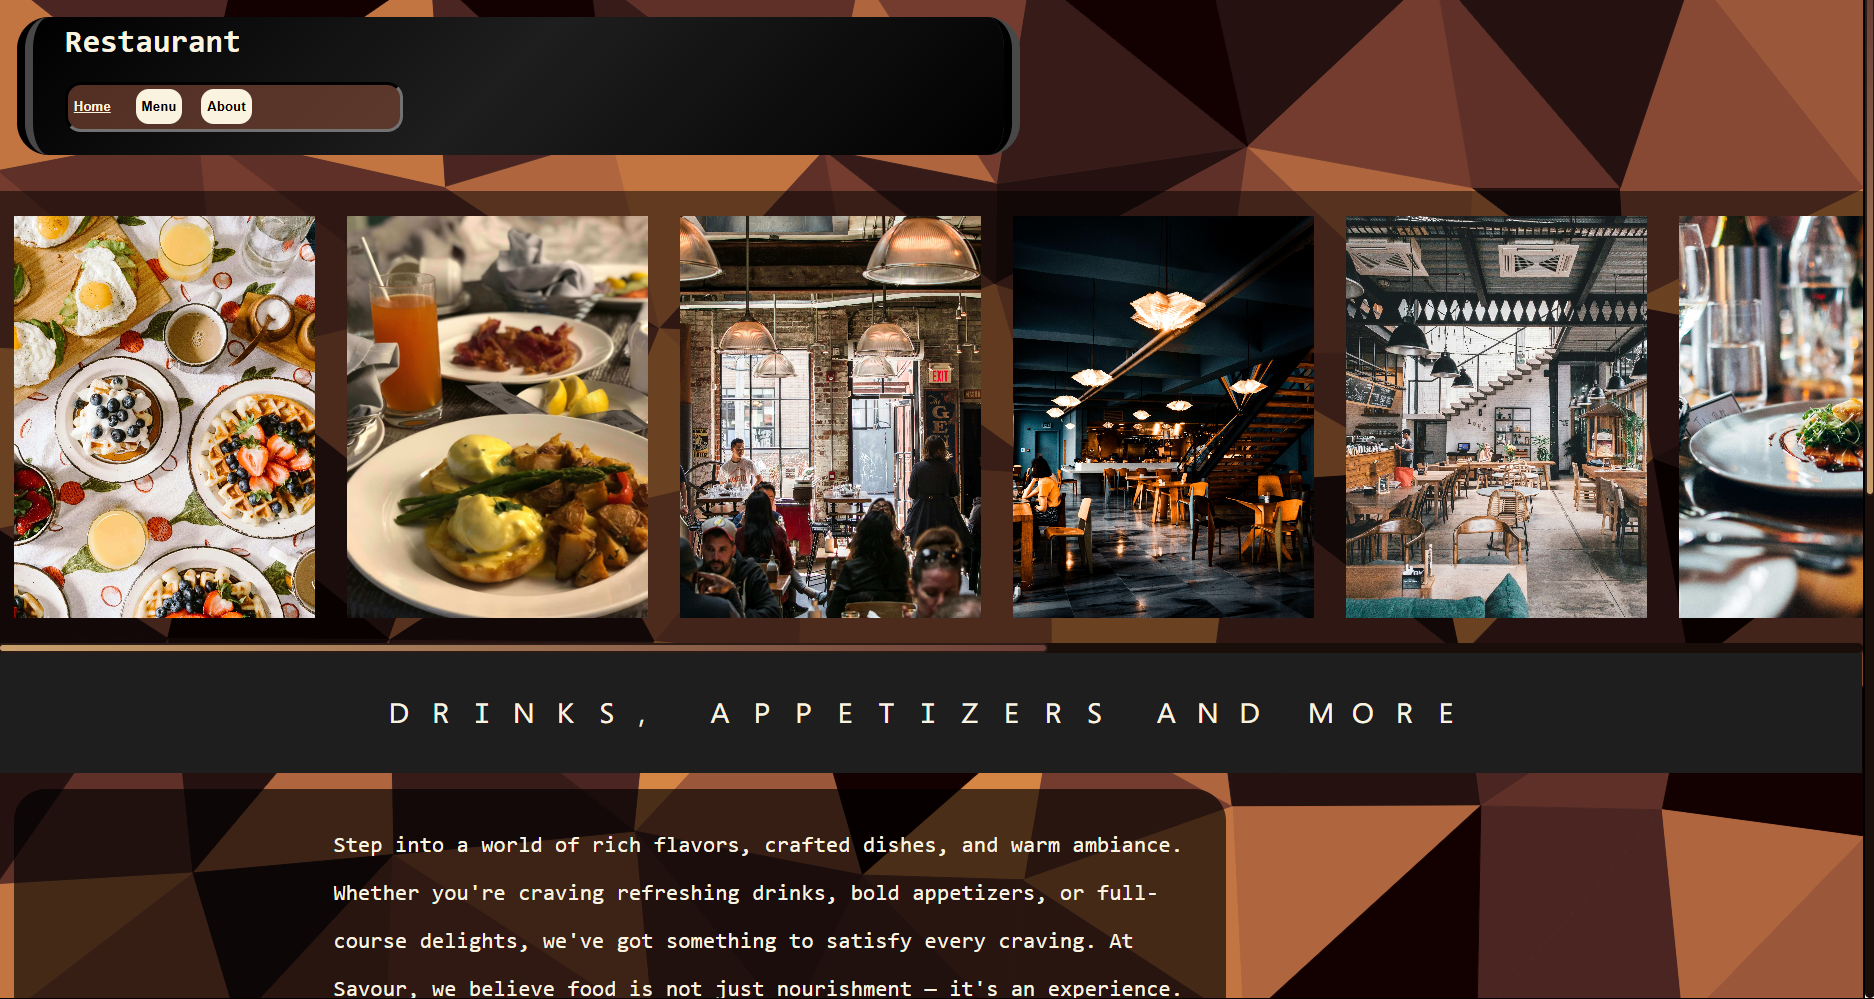 Restaurant
Home Menu About
EXIT
DRINKS, APPETIZERS AND MORE
Step into a world of rich flavors, crafted dishes, and warm ambiance.
Whether you're craving refreshing drinks, bold appetizers, or full-
course delights, we've got something to satisfy every craving. At
Savour, we believe food is not just nourishment — it's an experience.